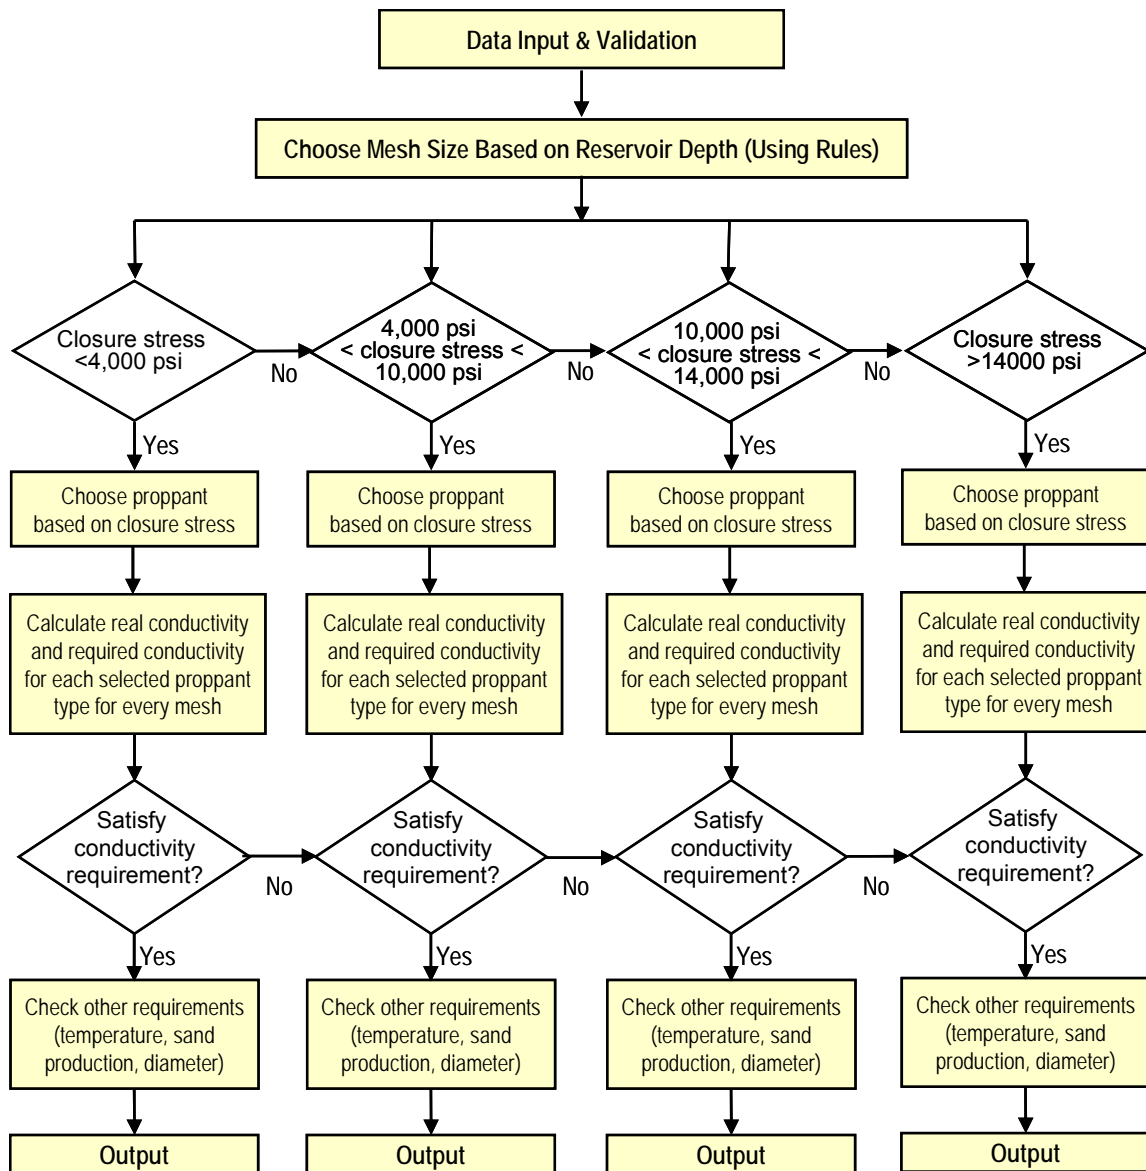 Data Input & Validation
Choose Mesh Size Based on Reservoir Depth (Using Rules)
Closure stress
<4,000 psi
No
4,000 psi
< closure stress <
10,000 psi
No
10,000 psi
< closure stress <
14,000 psi
No
Closure stress
>14000 psi
Yes
Yes
Yes
Yes
Choose proppant
based on closure stress
Choose proppant
based on closure stress
Choose proppant
based on closure stress
Choose proppant
based on closure stress
Calculate real conductivity
and required conductivity
for each selected proppant
type for every mesh
Calculate real conductivity
and required conductivity
for each selected proppant
type for every mesh
Calculate real conductivity
and required conductivity
for each selected proppant
type for every mesh
Calculate real conductivity
and required conductivity
for each selected proppant
type for every mesh
Satisfy
conductivity
requirement?
No
Satisfy
conductivity
requirement?
No
Satisfy
conductivity
requirement?
No
Satisfy
conductivity
requirement?
Yes
Yes
Yes
Yes
Check other requirements
(temperature, sand
production, diameter)
Check other requirements
(temperature, sand
production, diameter)
Check other requirements
(temperature, sand
production, diameter)
Check other requirements
(temperature, sand
production, diameter)
Output
Output
Output
Output